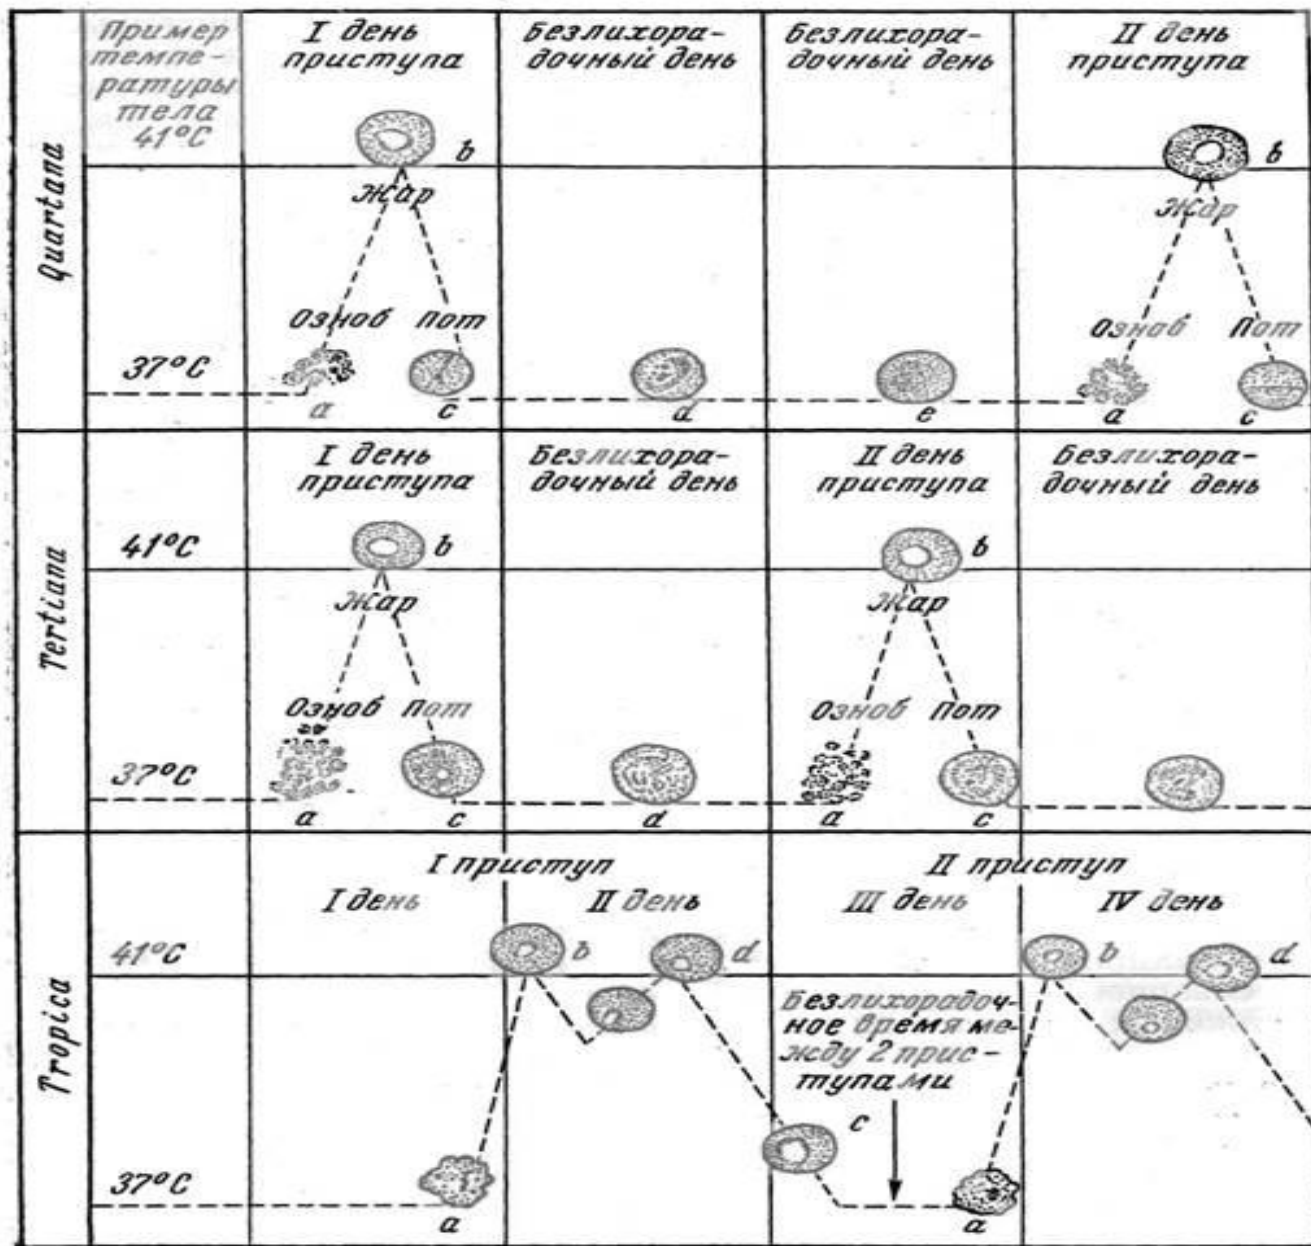 Quartana
Пример
темпе-
ратуры
тела
41°C
I день
приступа
Безлихора-
дочный день
Безлихора-
дочный день
II день
приступа
b
b
Жар
Жар
Озноб Пот
Озноб Пот
37°C
a
c
d
e
a
c
Tertiana
I день
приступа
Безлихора-
дочный день
II день
приступа
Безлихора-
дочный день
41°C
b
b
Жар
Жар
Озноб Пот
Озноб Пот
37°C
a
c
d
a
c
Tropica
I приступ
II приступ
I день
II день
III день
IV день
41°C
b
d
b
d
Безлихорадоч-
ное время ме-
жду 2 прис-
тупами
c
37°C
a
a